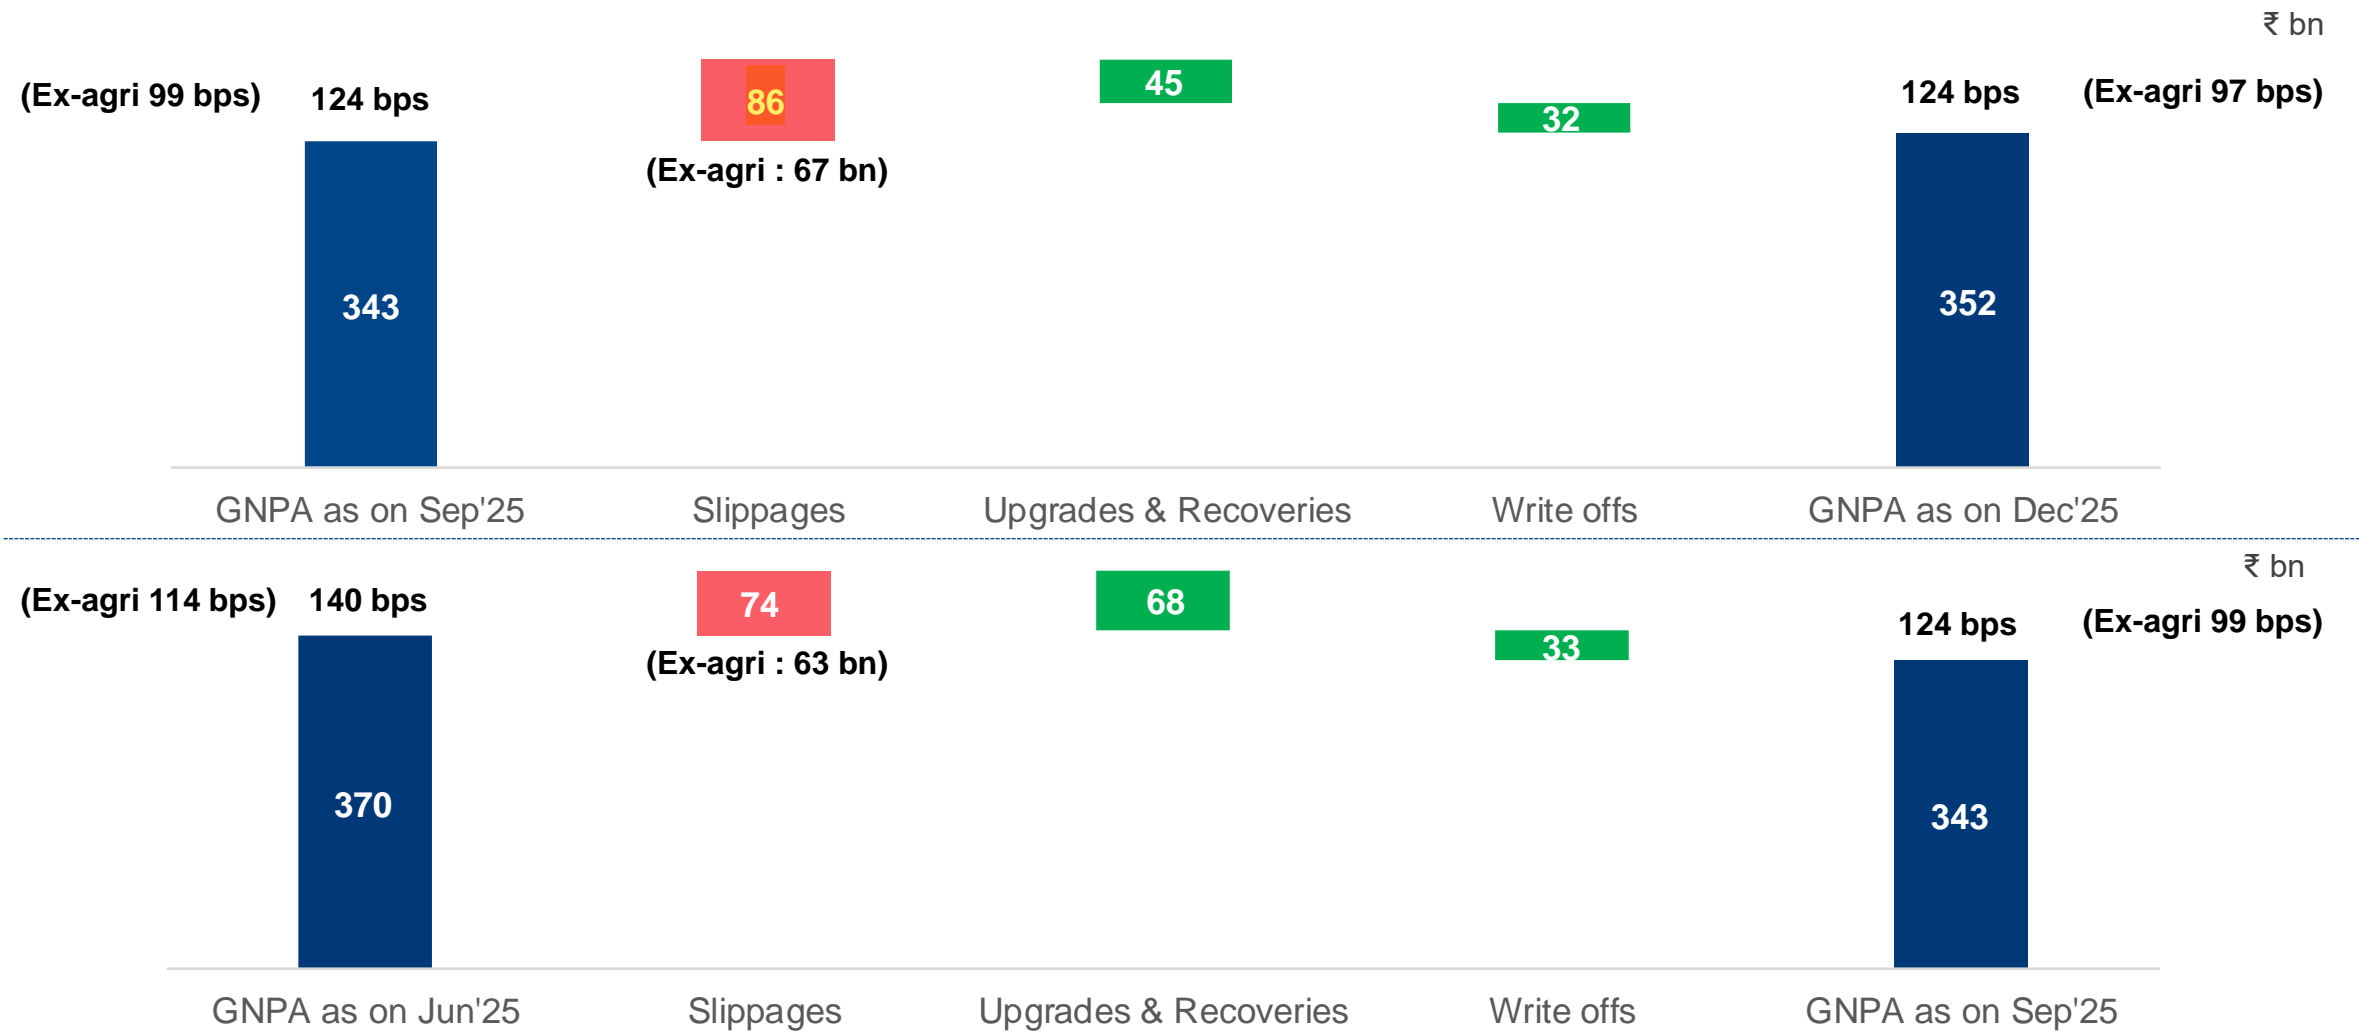 ₹ bn
(Ex-agri 99 bps) 124 bps 86 45 124 bps (Ex-agri 97 bps)
32
(Ex-agri : 67 bn)
343 352
GNPA as on Sep'25 Slippages Upgrades & Recoveries Write offs GNPA as on Dec'25
₹ bn
(Ex-agri 114 bps) 140 bps 74 68 124 bps (Ex-agri 99 bps)
33
(Ex-agri : 63 bn)
370 343
GNPA as on Jun'25 Slippages Upgrades & Recoveries Write offs GNPA as on Sep'25